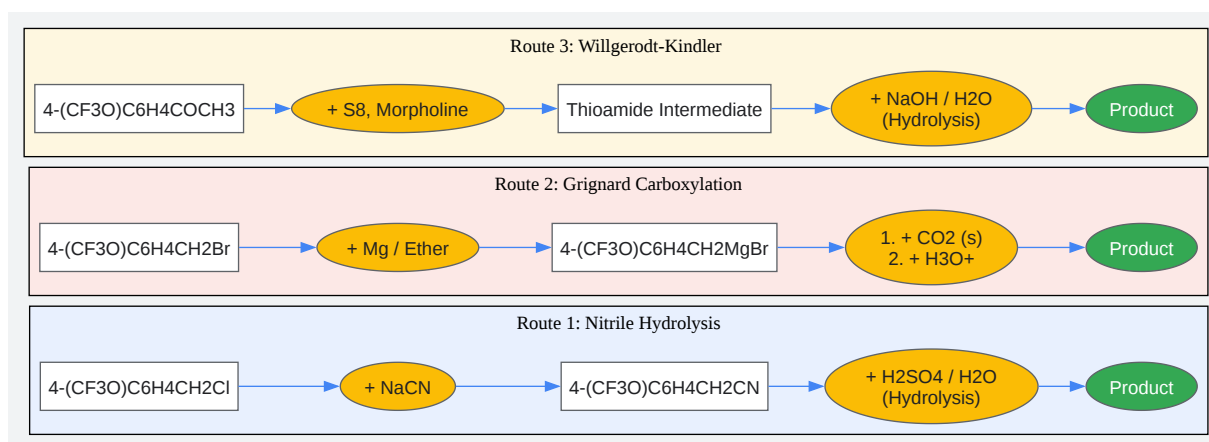 Route 3: Willgerodt-Kindler
4-(CF3O)C6H4COCH3
+ S8, Morpholine
Thioamide Intermediate
+ NaOH / H2O
(Hydrolysis)
Product
Route 2: Grignard Carboxylation
4-(CF3O)C6H4CH2Br
+ Mg / Ether
4-(CF3O)C6H4CH2MgBr
1. + CO2 (s)
2. + H3O+
Product
Route 1: Nitrile Hydrolysis
4-(CF3O)C6H4CH2Cl
+ NaCN
4-(CF3O)C6H4CH2CN
+ H2SO4 / H2O
(Hydrolysis)
Product